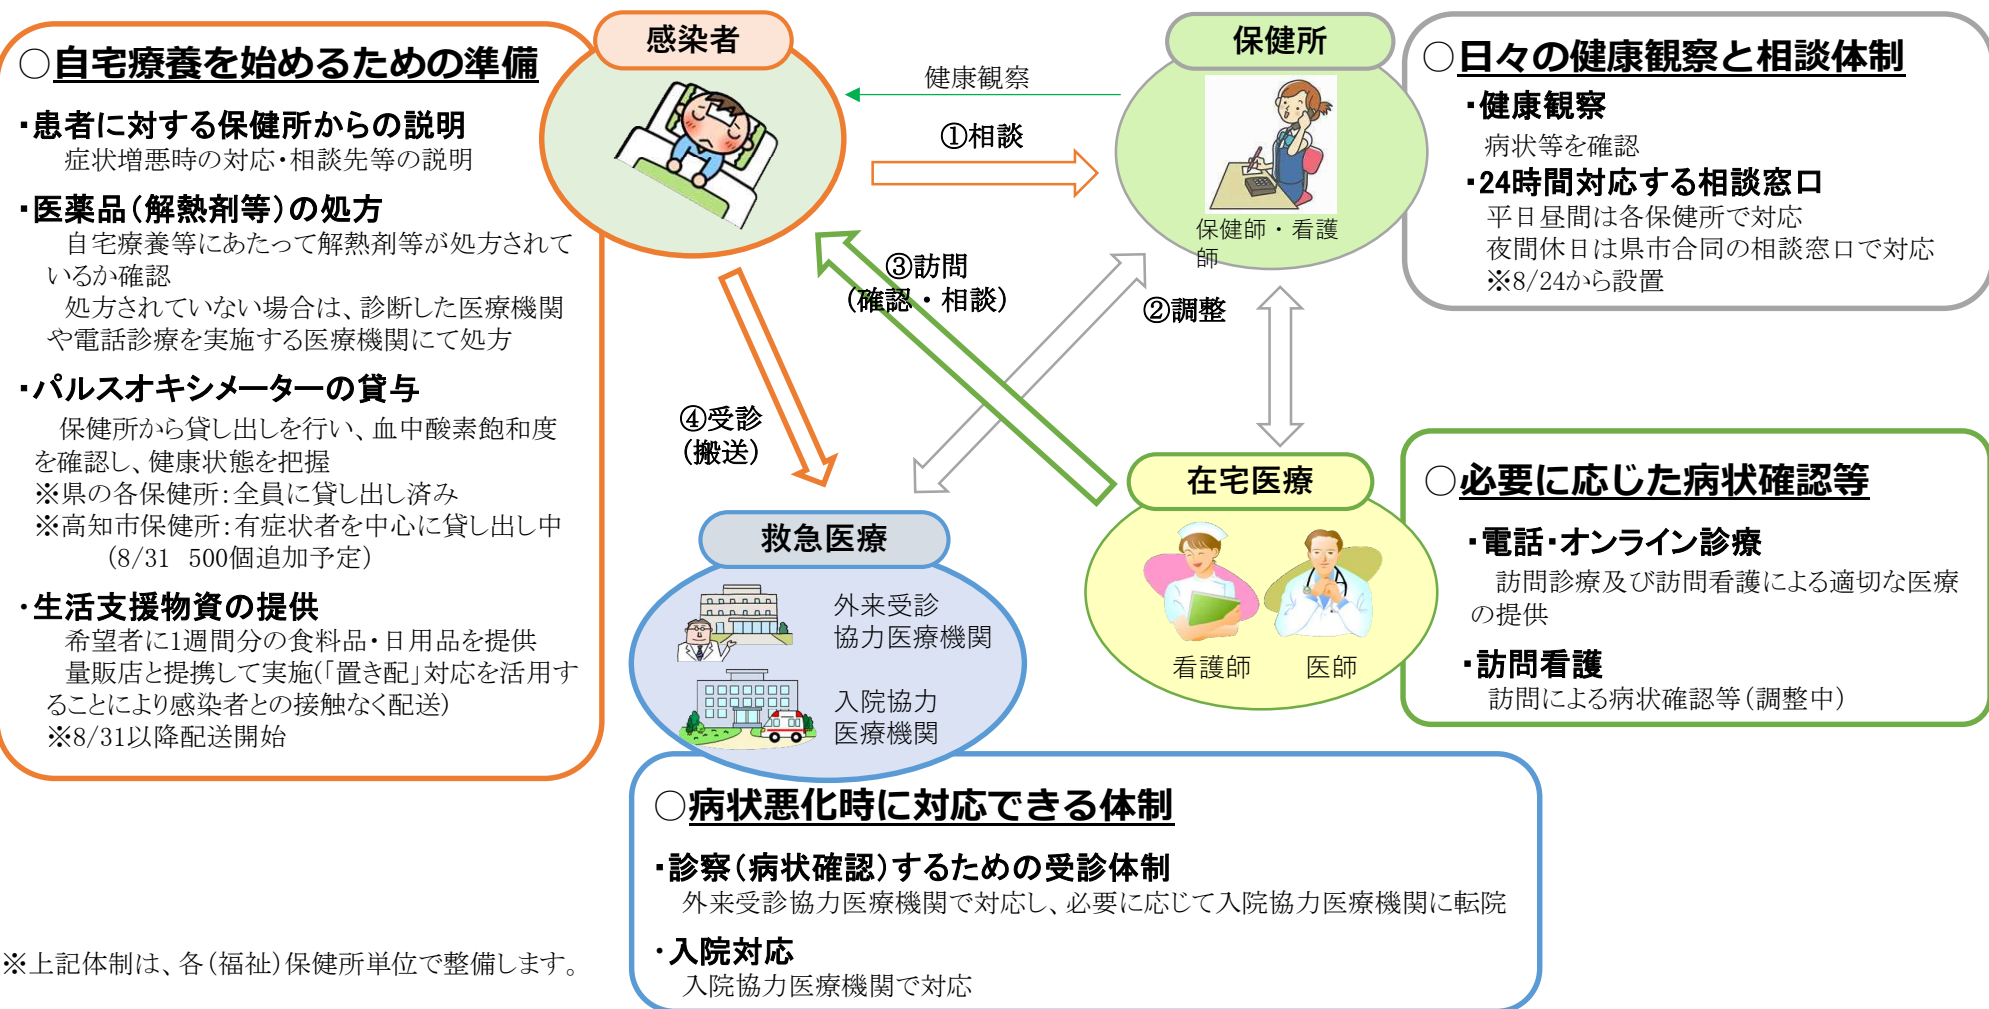 ○自宅療養を始めるための準備
・患者に対する保健所からの説明
症状増悪時の対応・相談先等の説明
・医薬品（解熱剤等）の処方
自宅療養等にあたって解熱剤等が処方されて
いるか確認
処方されていない場合は、診断した医療機関
や電話診療を実施する医療機関にて処方
・パルスオキシメーターの貸与
保健所から貸し出しを行い、血中酸素飽和度
を確認し、健康状態を把握
※県の各保健所：全員に貸し出し済み
※高知市保健所：有症状者を中心に貸し出し中
（8/31　500個追加予定）
・生活支援物資の提供
希望者に1週間分の食料品・日用品を提供
量販店と提携して実施（「置き配」対応を活用す
ることにより感染者との接触なく配送）
※8/31以降配送開始
感染者
健康観察
①相談
保健所
保健師・看護
師
○日々の健康観察と相談体制
・健康観察
病状等を確認
・24時間対応する相談窓口
平日昼間は各保健所で対応
夜間休日は県市合同の相談窓口で対応
※8/24から設置
③訪問
（確認・相談）
②調整
④受診
（搬送）
救急医療
外来受診
協力医療機関
入院協力
医療機関
在宅医療
看護師
医師
○必要に応じた病状確認等
・電話・オンライン診療
訪問診療及び訪問看護による適切な医療
の提供
・訪問看護
訪問による病状確認等（調整中）
○病状悪化時に対応できる体制
・診察（病状確認）するための受診体制
外来受診協力医療機関で対応し、必要に応じて入院協力医療機関に転院
・入院対応
入院協力医療機関で対応
※上記体制は、各（福祉）保健所単位で整備します。